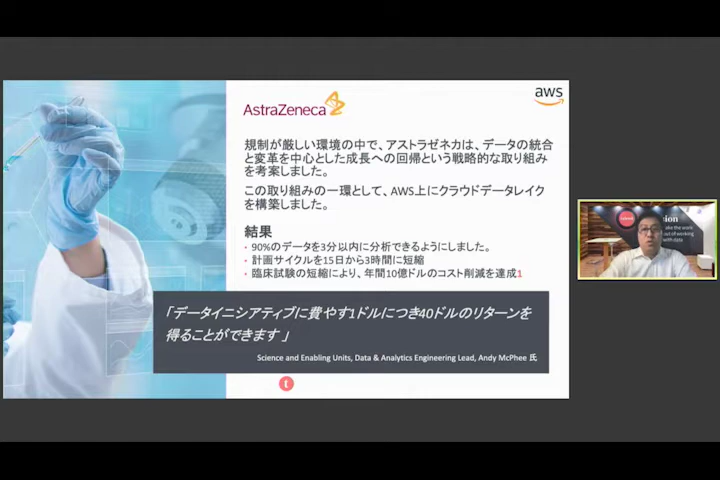 AstraZeneca
aws
規制が厳しい環境の中で、アストラゼネカは、データの統合
と変革を中心とした成長への回帰という戦略的な取り組み
を考案しました。
この取り組みの一環として、AWS上にクラウドデータレイク
を構築しました。
結果
• 90%のデータを3分以内に分析できるようにしました。
• 計画サイクルを15日から3時間に短縮
• 臨床試験の短縮により、年間10億ドルのコスト削減を達成1
「データイニシアティブに費やす1ドルにつき40ドルのリターンを
得ることができます」
Science and Enabling Units, Data & Analytics Engineering Lead, Andy McPhee 氏
t
ke the work
out of working
with data